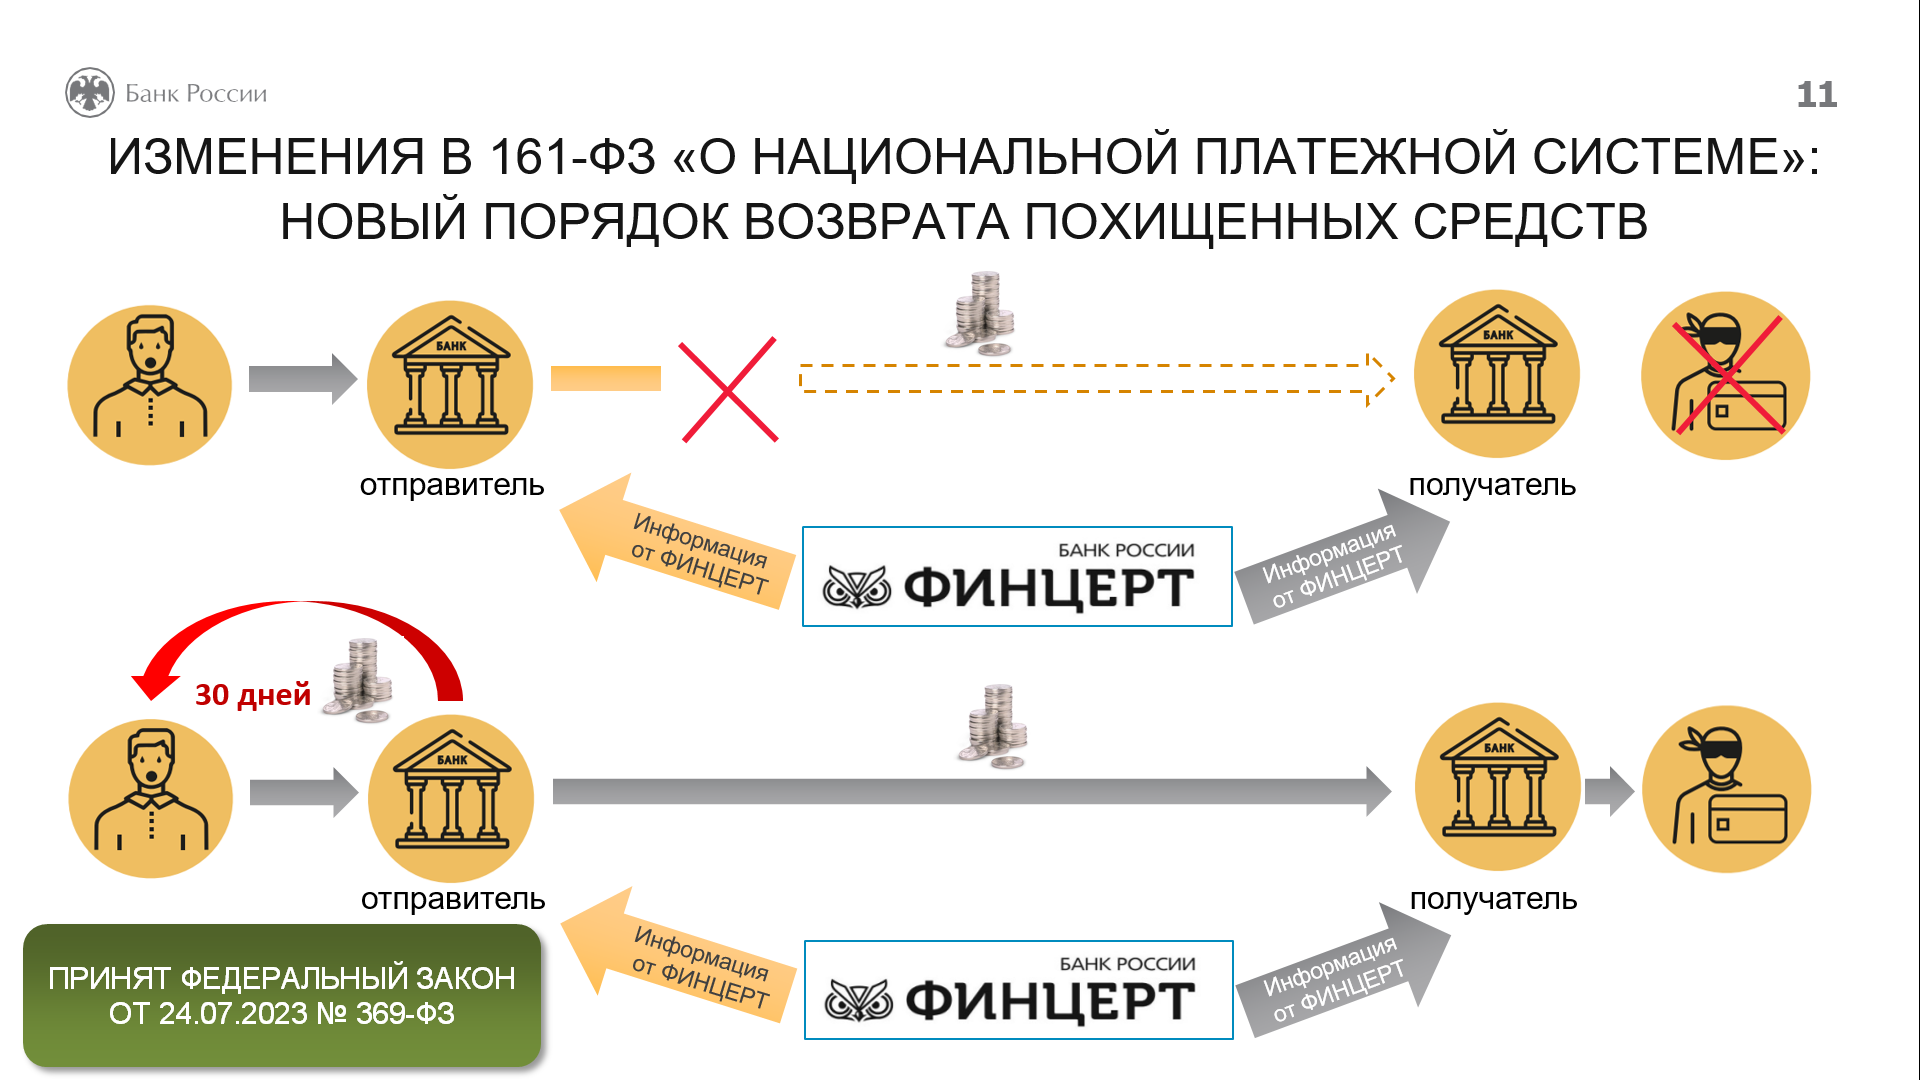 Банк России
11
ИЗМЕНЕНИЯ В 161-ФЗ «О НАЦИОНАЛЬНОЙ ПЛАТЕЖНОЙ СИСТЕМЕ»:
НОВЫЙ ПОРЯДОК ВОЗВРАТА ПОХИЩЕННЫХ СРЕДСТВ
БАНК
БАНК
отправитель
получатель
Информация
от ФИНЦЕРТ
БАНК РОССИИ
ФИНЦЕРТ
Информация
от ФИНЦЕРТ
30 дней
БАНК
БАНК
отправитель
получатель
Информация
от ФИНЦЕРТ
БАНК РОССИИ
ФИНЦЕРТ
Информация
от ФИНЦЕРТ
ПРИНЯТ ФЕДЕРАЛЬНЫЙ ЗАКОН
ОТ 24.07.2023 № 369-ФЗ